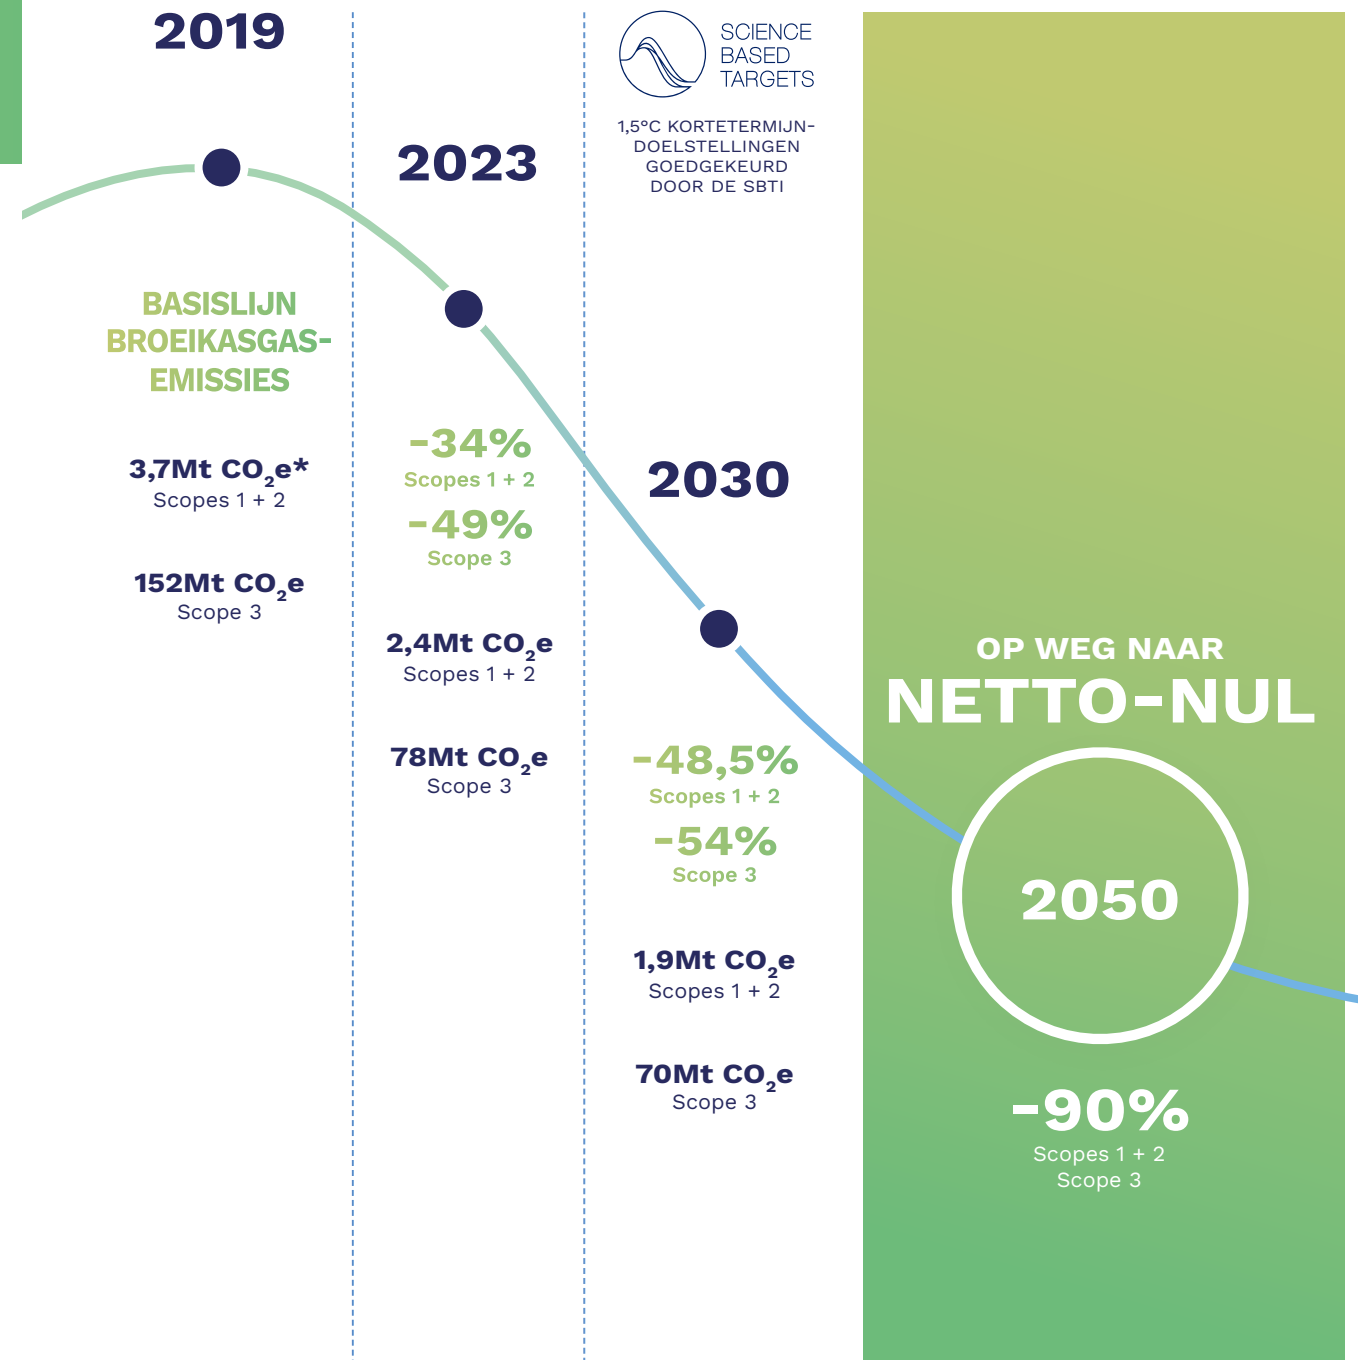 2019
BASISLIJN
BROEIKASGAS-
EMISSIES
3,7Mt CO₂e*
Scopes 1 + 2
152Mt CO₂e
Scope 3
2023
-34%
Scopes 1 + 2
-49%
Scope 3
2,4Mt CO₂e
Scopes 1 + 2
78Mt CO₂e
Scope 3
SCIENCE
BASED
TARGETS
1,5°C KORTETERMIJN-
DOELSTELLINGEN
GOEDGEKEURD
DOOR DE SBTI
2030
-48,5%
Scopes 1 + 2
-54%
Scope 3
1,9Mt CO₂e
Scopes 1 + 2
70Mt CO₂e
Scope 3
OP WEG NAAR
NETTO-NUL
2050
-90%
Scopes 1 + 2
Scope 3